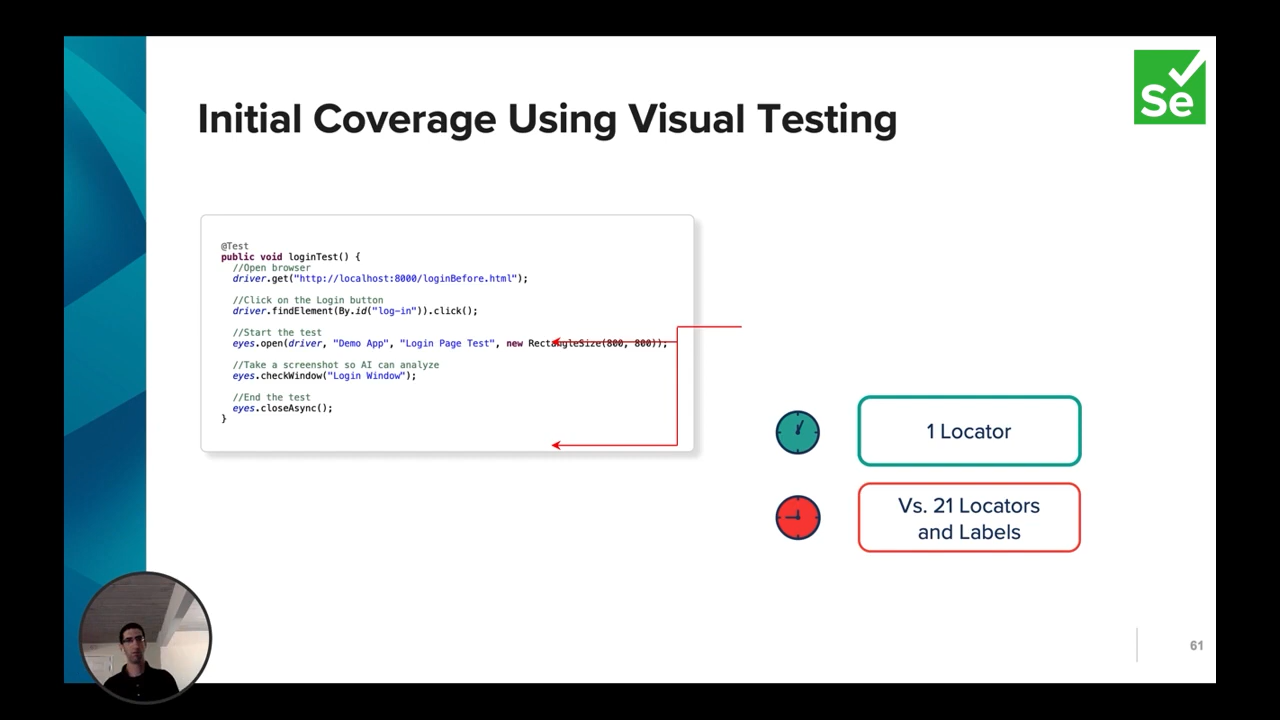 Se
Initial Coverage Using Visual Testing
@Test
public void loginTest() {
//Open browser
driver.get("http://localhost:8000/loginBefore.html");
//Click on the Login button
driver.findElement(By.id("log-in")).click();
//Start the test
eyes.open(driver, "Demo App", "Login Page Test", new RectangleSize(800, 800));
//Take a screenshot so AI can analyze
eyes.checkWindow("Login Window");
//End the test
eyes.closeAsync();
}
1 Locator
Vs. 21 Locators
and Labels
61